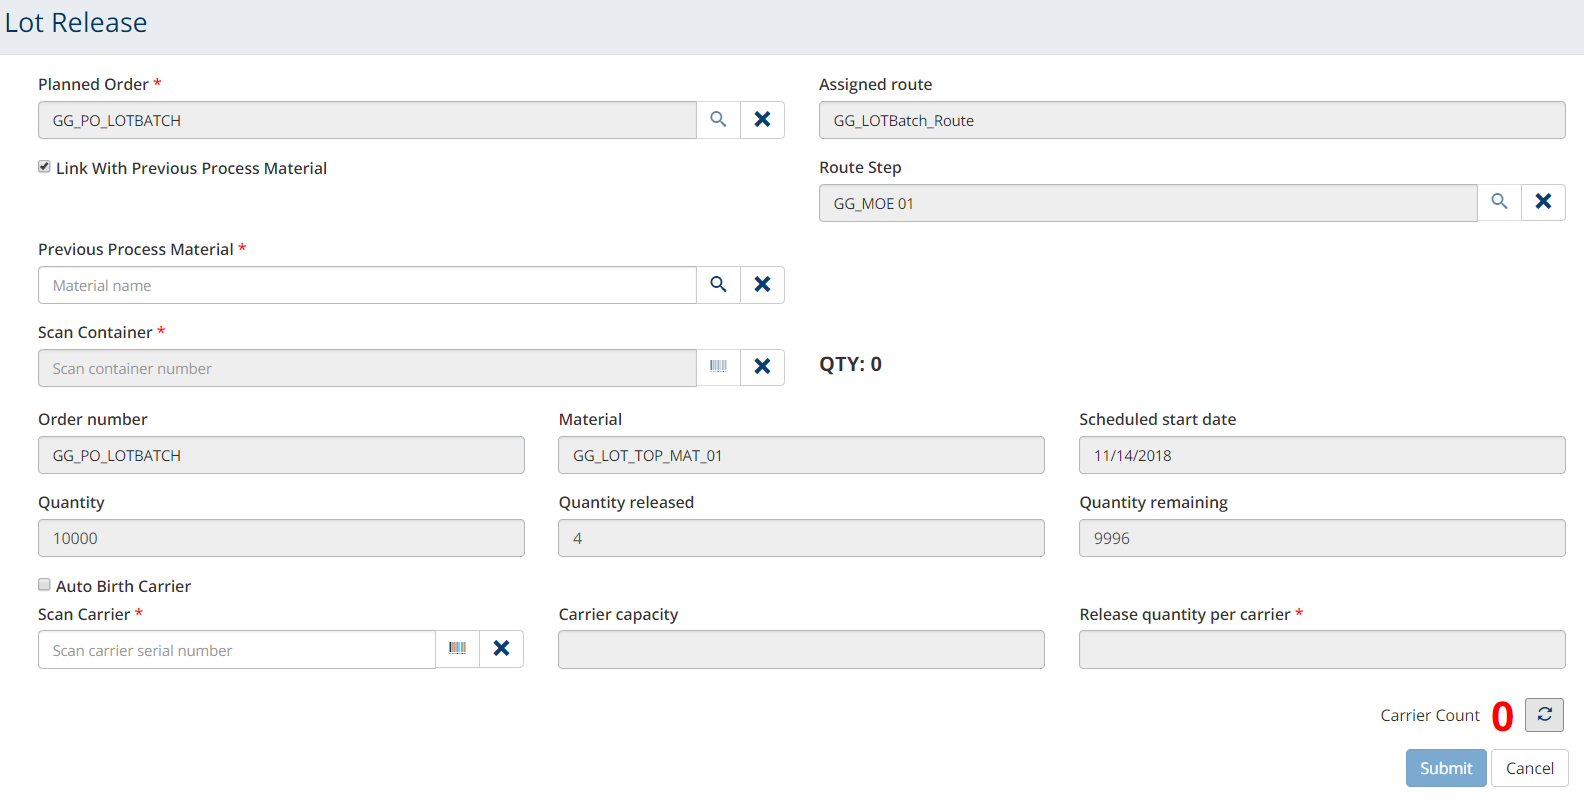 Lot Release
Planned Order *
Assigned route
GG_PO_LOTBATCH
GG_LOTBatch_Route
Link With Previous Process Material
Route Step
GG_MOE 01
Previous Process Material *
Material name
Scan Container *
Scan container number
QTY: 0
Order number
Material
Scheduled start date
GG_PO_LOTBATCH
GG_LOT_TOP_MAT_01
11/14/2018
Quantity
Quantity released
Quantity remaining
10000
4
9996
Auto Birth Carrier
Scan Carrier *
Carrier capacity
Release quantity per carrier *
Scan carrier serial number
Carrier Count 0
Submit
Cancel